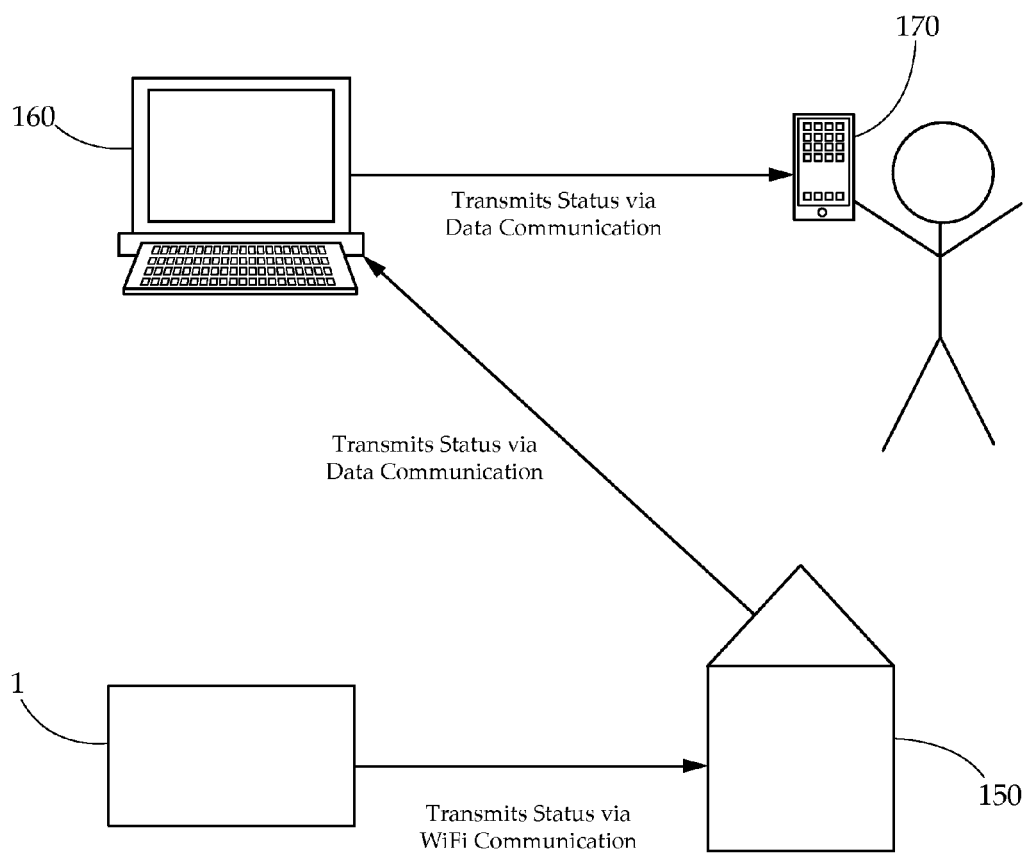 170
160
Transmits Status via
Data Communication
Transmits Status via
Data Communication
1
150
Transmits Status via
WiFi Communication